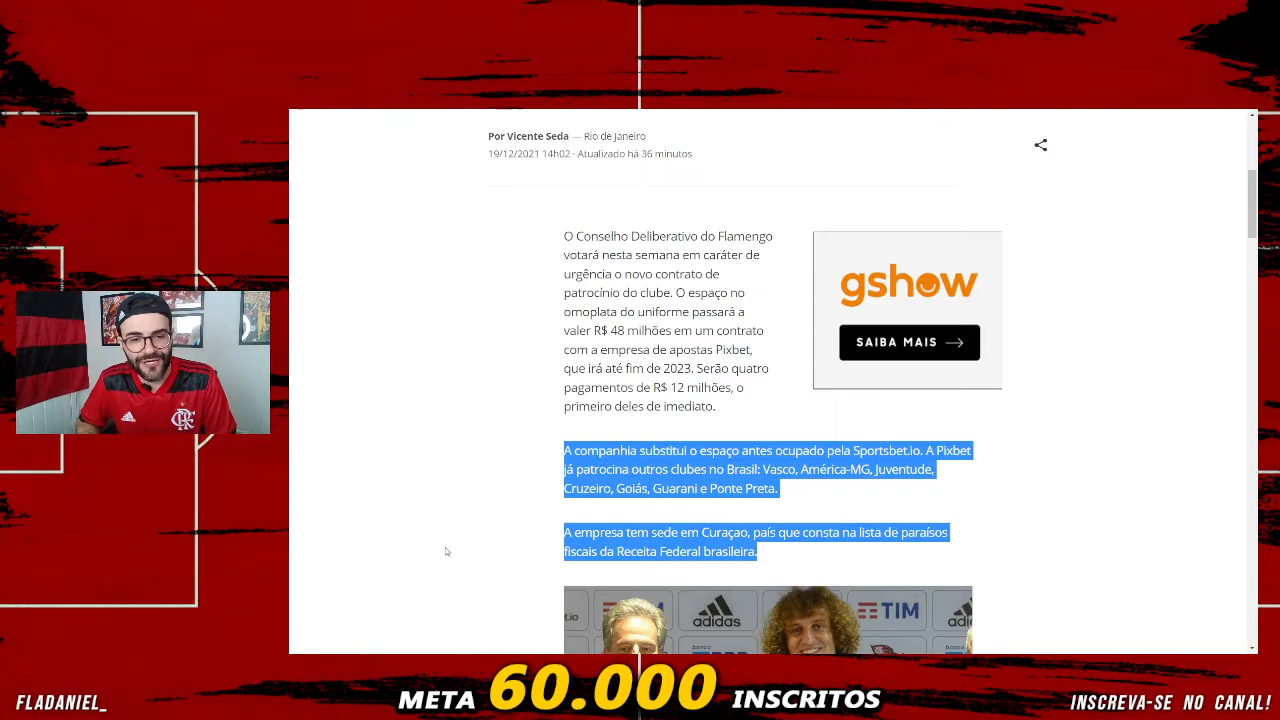 Por Vicente Seda — Rio de Janeiro
19/12/2021 14h02 · Atualizado há 36 minutos
O Conselho Deliberativo do Flamengo
votará nesta semana em caráter de
urgência o novo contrato de
patrocínio do clube. O espaço no
omoplata do uniforme passará a
valer R$ 48 milhões em um contrato
com a empresa de apostas Pixbet,
que irá até fim de 2023. Serão quatro
pagamentos de R$ 12 milhões, o
primeiro deles de imediato.
gshow
SAIBA MAIS
A companhia substitui o espaço antes ocupado pela Sportsbet.io. A Pixbet
já patrocina outros clubes no Brasil: Vasco, América-MG, Juventude,
Cruzeiro, Goiás, Guarani e Ponte Preta.
A empresa tem sede em Curaçao, país que consta na lista de paraísos
fiscais da Receita Federal brasileira.
adidas
TIM
META 60.000 INSCRITOS
FLADANIEL_
INSCREVA-SE NO CANAL!